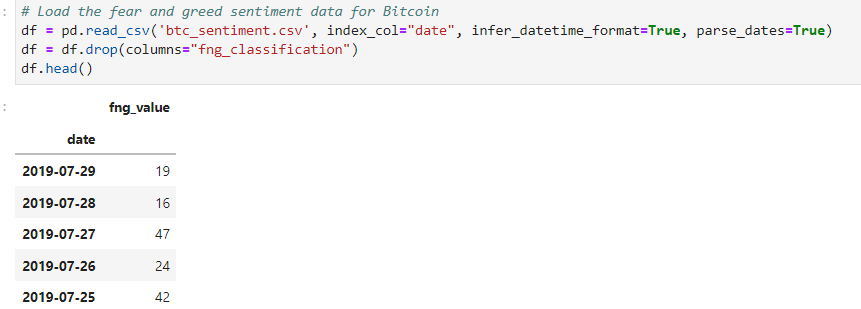 # Load the fear and greed sentiment data for Bitcoin
df = pd.read_csv('btc_sentiment.csv', index_col="date", infer_datetime_format=True, parse_dates=True)
df = df.drop(columns="fng_classification")
df.head()
fng_value
date
2019-07-29 19
2019-07-28 16
2019-07-27 47
2019-07-26 24
2019-07-25 42